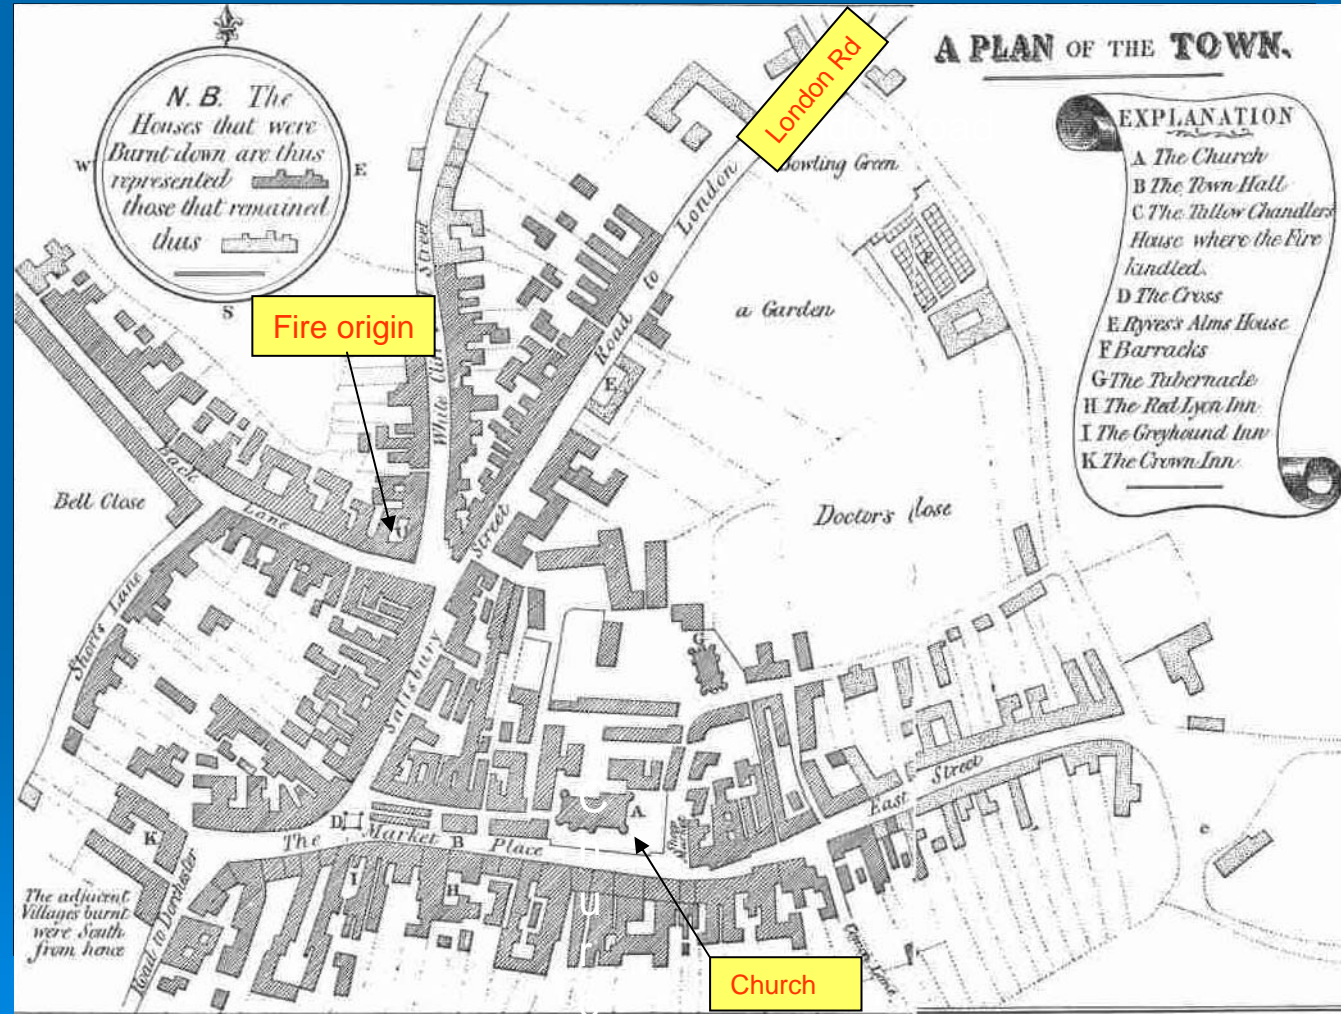 A PLAN OF THE TOWN.
N.B. The
Houses that were
Burnt down are thus
represented
those that remained
thus
W
E
S
EXPLANATION
A The Church
B The Town Hall
C The Tallow Chandlers
House where the Fire
kindled.
D The Cross
E Ryves's Alms House
F Barracks
G The Tabernacle
H The Red Lyon Inn
I The Greyhound Inn
K The Crown Inn
London Rd
Bowling Green
London
to
Road
a Garden
Fire origin
Street
White
E
Back
Lane
Bell Close
Street
Doctors Close
Shorts Lane
Salisbury
G
Street
East
K
The
D
Market
B
Place
A
I
H
The adjacent
Villages burnt
were South
from hence
Road to Dorchester
Lane
Church